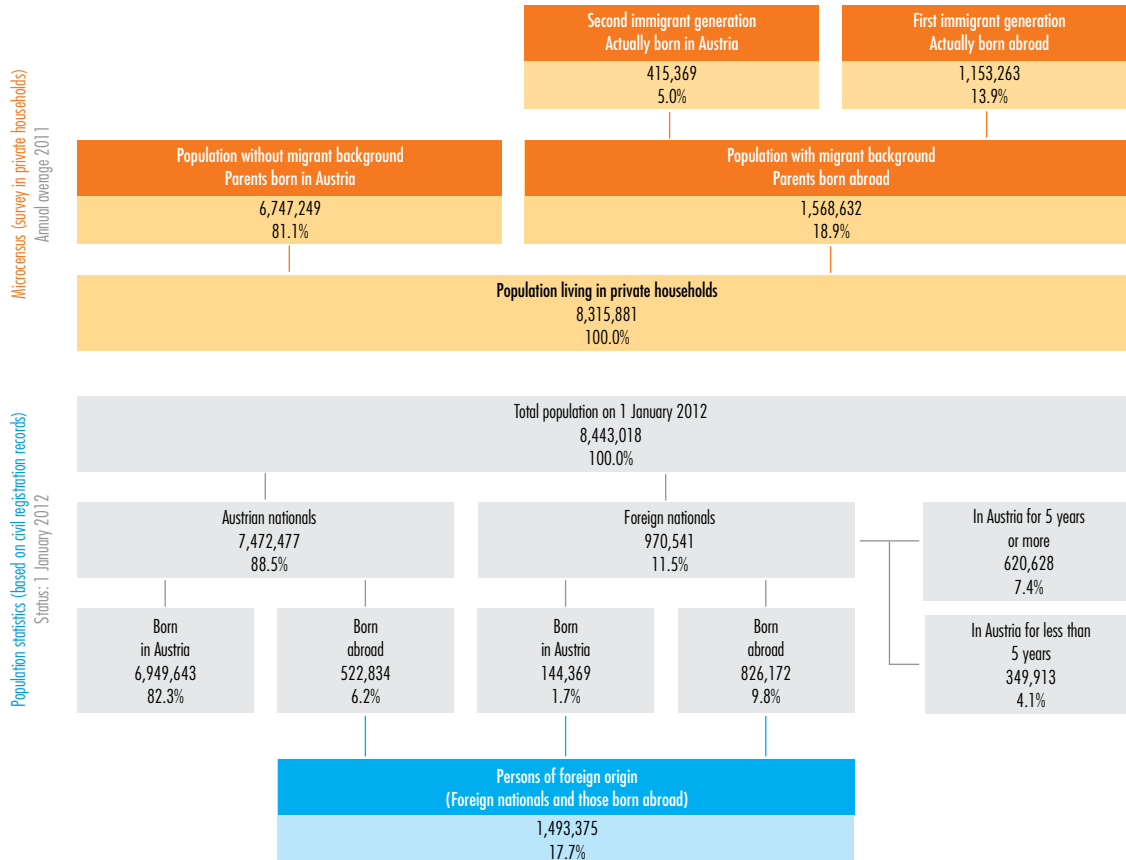 Microcensus (survey in private households)
Annual average 2011
Second immigrant generation
Actually born in Austria
415,369
5.0%
First immigrant generation
Actually born abroad
1,153,263
13.9%
Population without migrant background
Parents born in Austria
6,747,249
81.1%
Population with migrant background
Parents born abroad
1,568,632
18.9%
Population living in private households
8,315,881
100.0%
Population statistics (based on civil registration records)
Status: 1 January 2012
Total population on 1 January 2012
8,443,018
100.0%
Austrian nationals
7,472,477
88.5%
Foreign nationals
970,541
11.5%
In Austria for 5 years
or more
620,628
7.4%
Born
in Austria
6,949,643
82.3%
Born
abroad
522,834
6.2%
Born
in Austria
144,369
1.7%
Born
abroad
826,172
9.8%
In Austria for less than
5 years
349,913
4.1%
Persons of foreign origin
(Foreign nationals and those born abroad)
1,493,375
17.7%